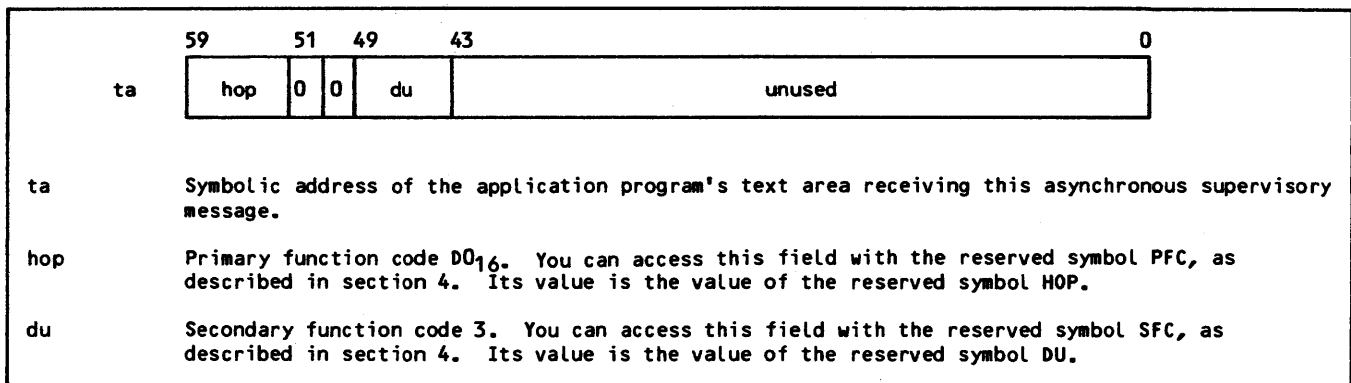 59 51 49 43 0
ta hop 0 0 du unused
ta Symbolic address of the application program's text area receiving this asynchronous supervisory
message.
hop Primary function code D0₁₆. You can access this field with the reserved symbol PFC, as
described in section 4. Its value is the value of the reserved symbol HOP.
du Secondary function code 3. You can access this field with the reserved symbol SFC, as
described in section 4. Its value is the value of the reserved symbol DU.